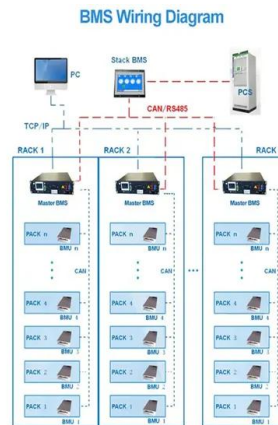 BMS Wiring Diagram
Stack BMS
PC
PCS
CAN/RS485
TCP/IP
RACK 1
RACK 2
RACK
Master BMS
Master BMS
Master BMS
PACK n
PACK n
PACK n
BMU n
BMU n
BMU n
CAN
CAN
CAN
PACK 4
PACK 4
PACK 4
BMU 4
BMU 4
BMU 4
PACK 3
PACK 3
PACK 3
BMU 3
BMU 3
BMU 3
PACK 2
PACK 2
PACK 2
BMU 2
BMU 2
BMU 2
PACK 1
PACK 1
PACK 1
BMU 1
BMU 1
BMU 1